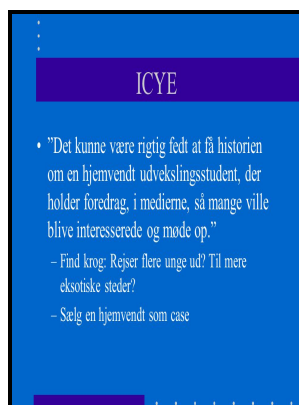 ICYE
• ”Det kunne være rigtig fedt at få historien
om en hjemvendt udvekslingsstudent, der
holder foredrag, i medierne, så mange ville
blive interesserede og møde op.”
– Find krog: Rejser flere unge ud? Til mere
eksotiske steder?
– Sælg en hjemvendt som case